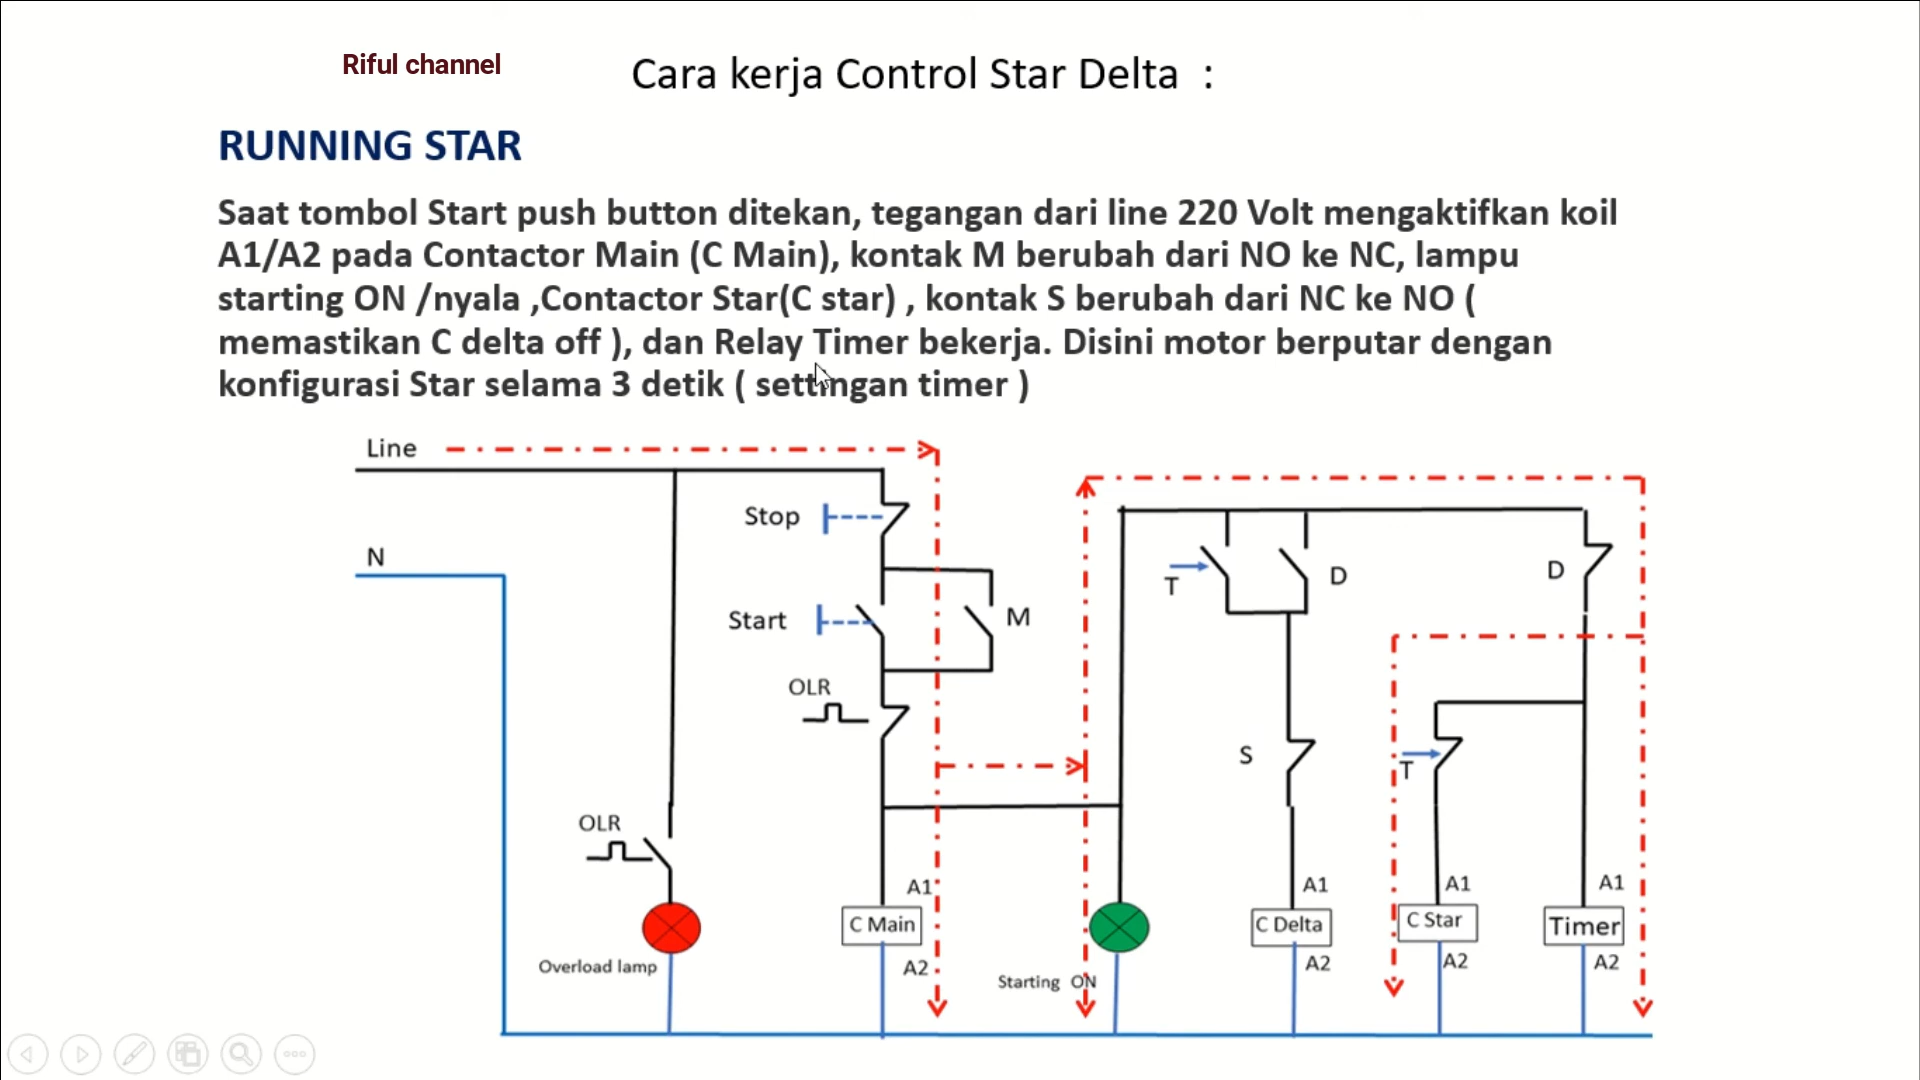 Riful channel
Cara kerja Control Star Delta :
RUNNING STAR
Saat tombol Start push button ditekan, tegangan dari line 220 Volt mengaktifkan koil
A1/A2 pada Contactor Main (C Main), kontak M berubah dari NO ke NC, lampu
starting ON /nyala ,Contactor Star(C star) , kontak S berubah dari NC ke NO (
memastikan C delta off ), dan Relay Timer bekerja. Disini motor berputar dengan
konfigurasi Star selama 3 detik ( settingan timer )
Line
Stop
N
T
D
D
Start
M
OLR
S
T
OLR
A1
A1
A1
A1
C Main
C Delta
C Star
Timer
Overload lamp
A2
A2
A2
A2
Starting ON